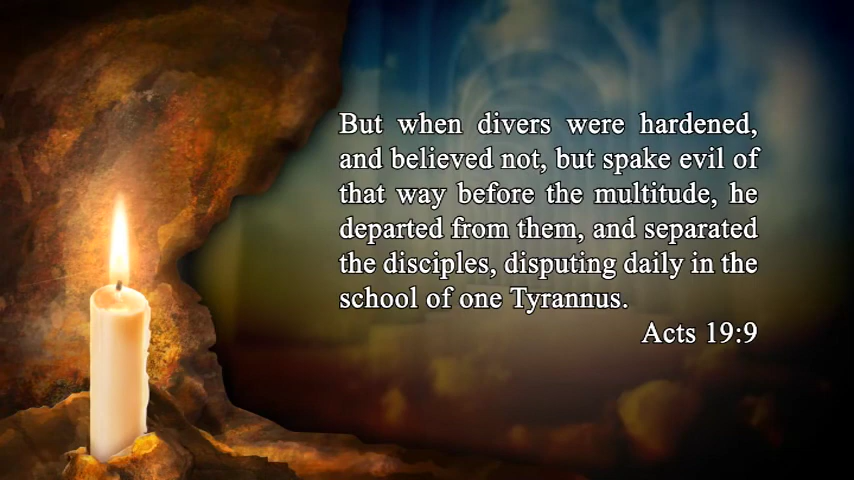 But when divers were hardened,
and believed not, but spake evil of
that way before the multitude, he
departed from them, and separated
the disciples, disputing daily in the
school of one Tyrannus.
Acts 19:9